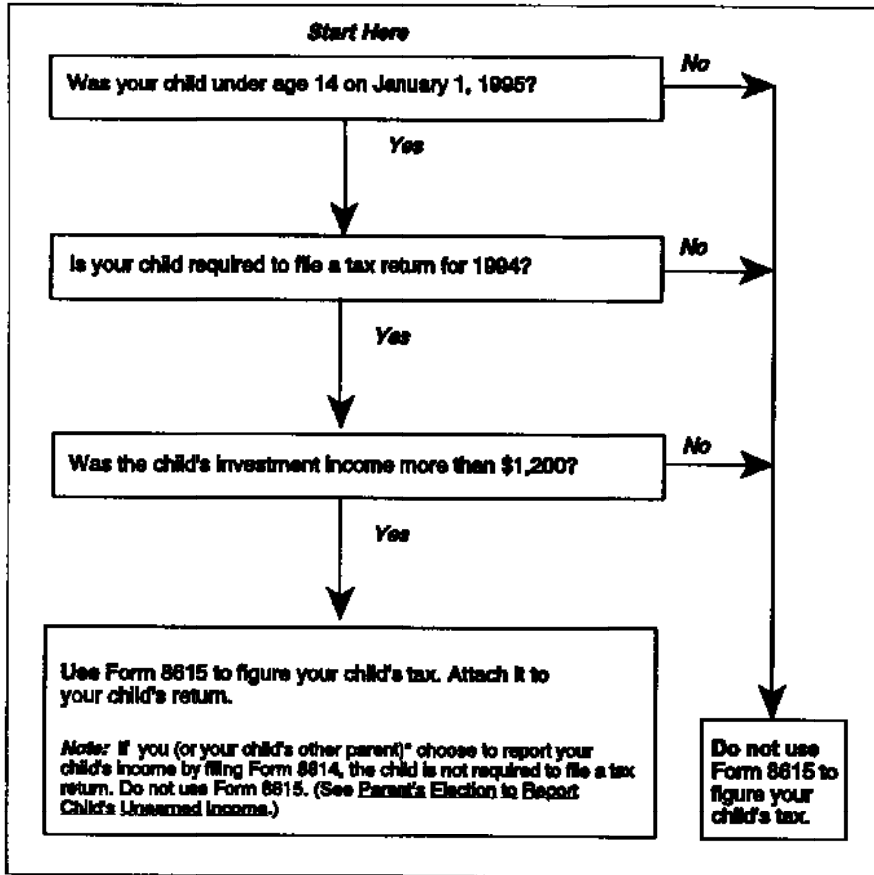 Start Here
Was your child under age 14 on January 1, 1995?
No
Yes
Is your child required to file a tax return for 1994?
No
Yes
Was the child's investment income more than $1,200?
No
Yes
Use Form 8615 to figure your child's tax. Attach it to
your child's return.
Note: If you (or your child's other parent)* choose to report your
child's income by filing Form 8814, the child is not required to file a tax
return. Do not use Form 8615. (See Parent's Election to Report
Child's Unearned Income.)
Do not use
Form 8615 to
figure your
child's tax.